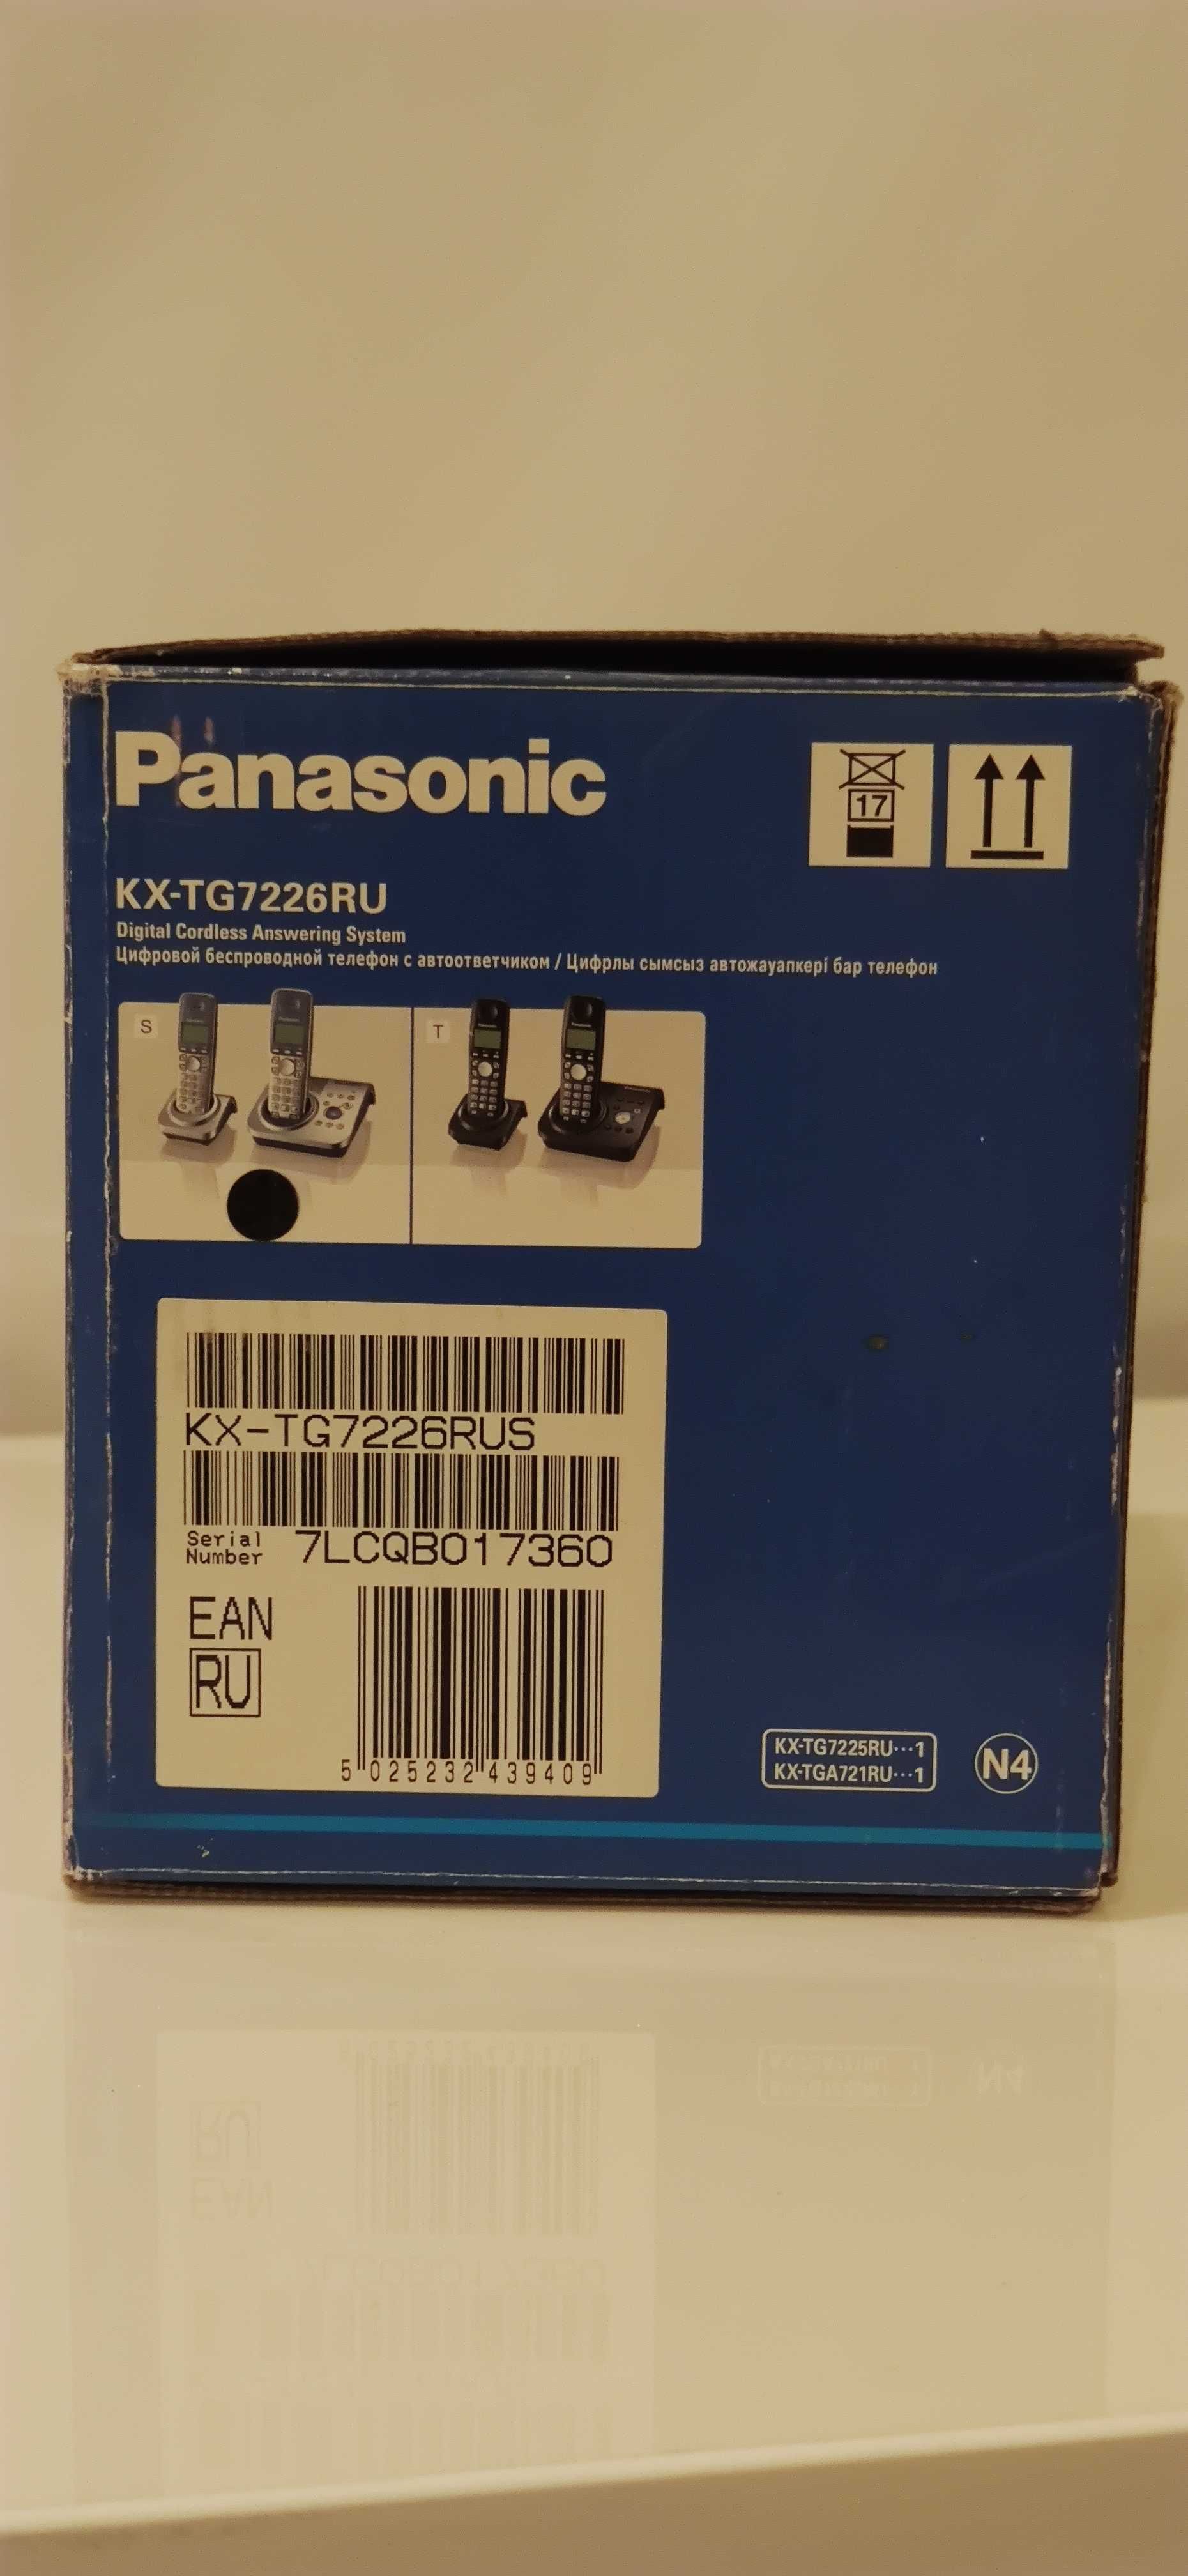 Panasonic
17
KX-TG7226RU
Digital Cordless Answering System
Цифровой беспроводной телефон с автоответчиком / Цифрлы сымсыз автожауапкері бар телефон
S
T
KX-TG7226RUS
Serial Number 7LCQB017360
EAN
RU
5 025232 439409
KX-TG7225RU···1
KX-TGA721RU···1
N4